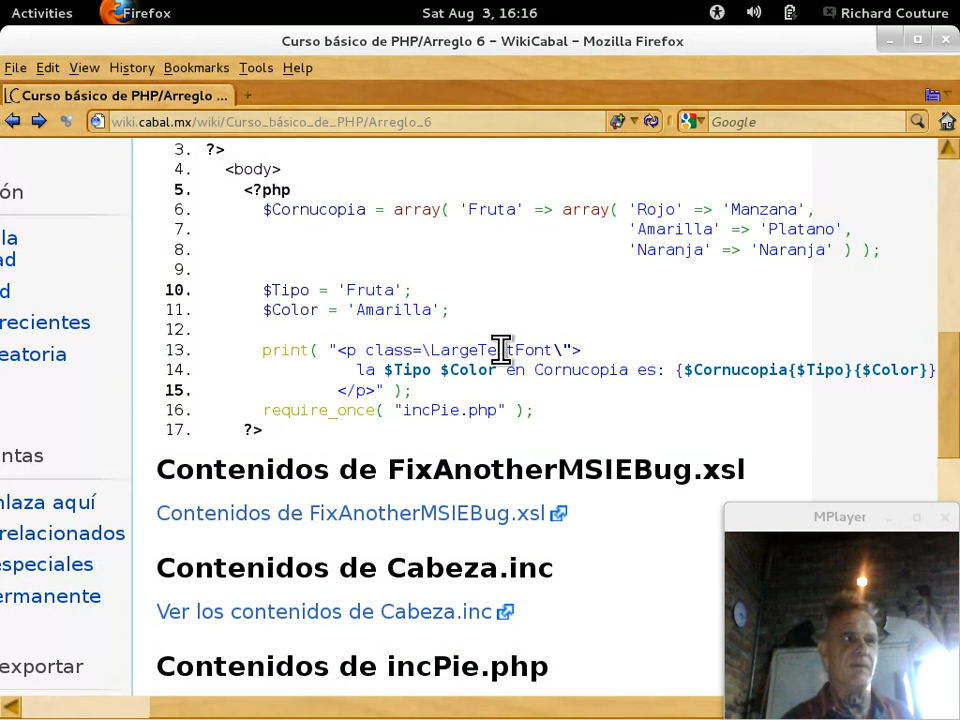 Activities Firefox Sat Aug 3, 16:16 Richard Couture
Curso básico de PHP/Arreglo 6 – WikiCabal – Mozilla Firefox
File Edit View History Bookmarks Tools Help
Curso básico de PHP/Arreglo ...
wiki.cabal.mx/wiki/Curso_básico_de_PHP/Arreglo_6 Google
3. ?>
4. <body>
5. <?php
6. $Cornucopia = array( 'Fruta' => array( 'Rojo' => 'Manzana',
7. 'Amarilla' => 'Platano',
8. 'Naranja' => 'Naranja' ) );
9.
10. $Tipo = 'Fruta';
11. $Color = 'Amarilla';
12.
13. print( "<p class=\LargeTextFont\">
14. la $Tipo $Color en Cornucopia es: {$Cornucopia{$Tipo}{$Color}}
15. </p>" );
16. require_once( "incPie.php" );
17. ?>
ón
la
ad
d
recientes
eatoria
ntas
nlaza aquí
relacionados
especiales
ermanente
exportar
Contenidos de FixAnotherMSIEBug.xsl
Contenidos de FixAnotherMSIEBug.xsl
Contenidos de Cabeza.inc
Ver los contenidos de Cabeza.inc
Contenidos de incPie.php
MPlayer